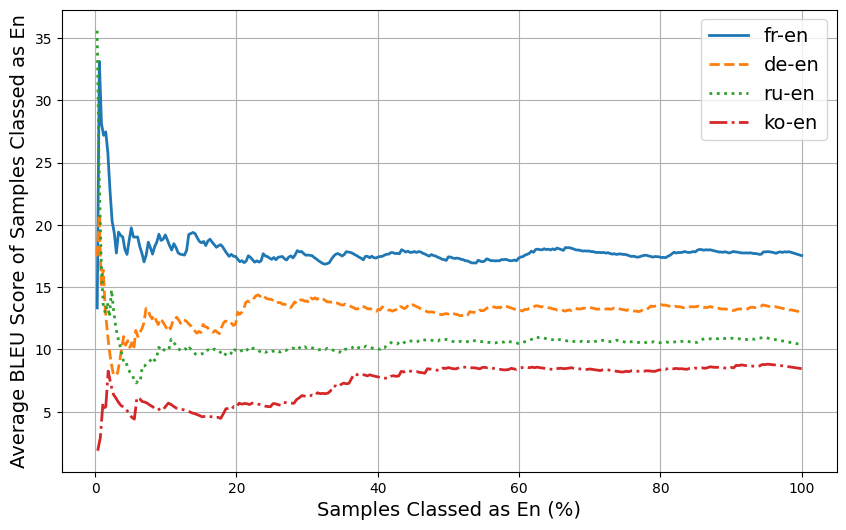 Average BLEU Score of Samples Classed as En
35
30
25
20
15
10
5
0
20
40
60
80
100
Samples Classed as En (%)
fr-en
de-en
ru-en
ko-en